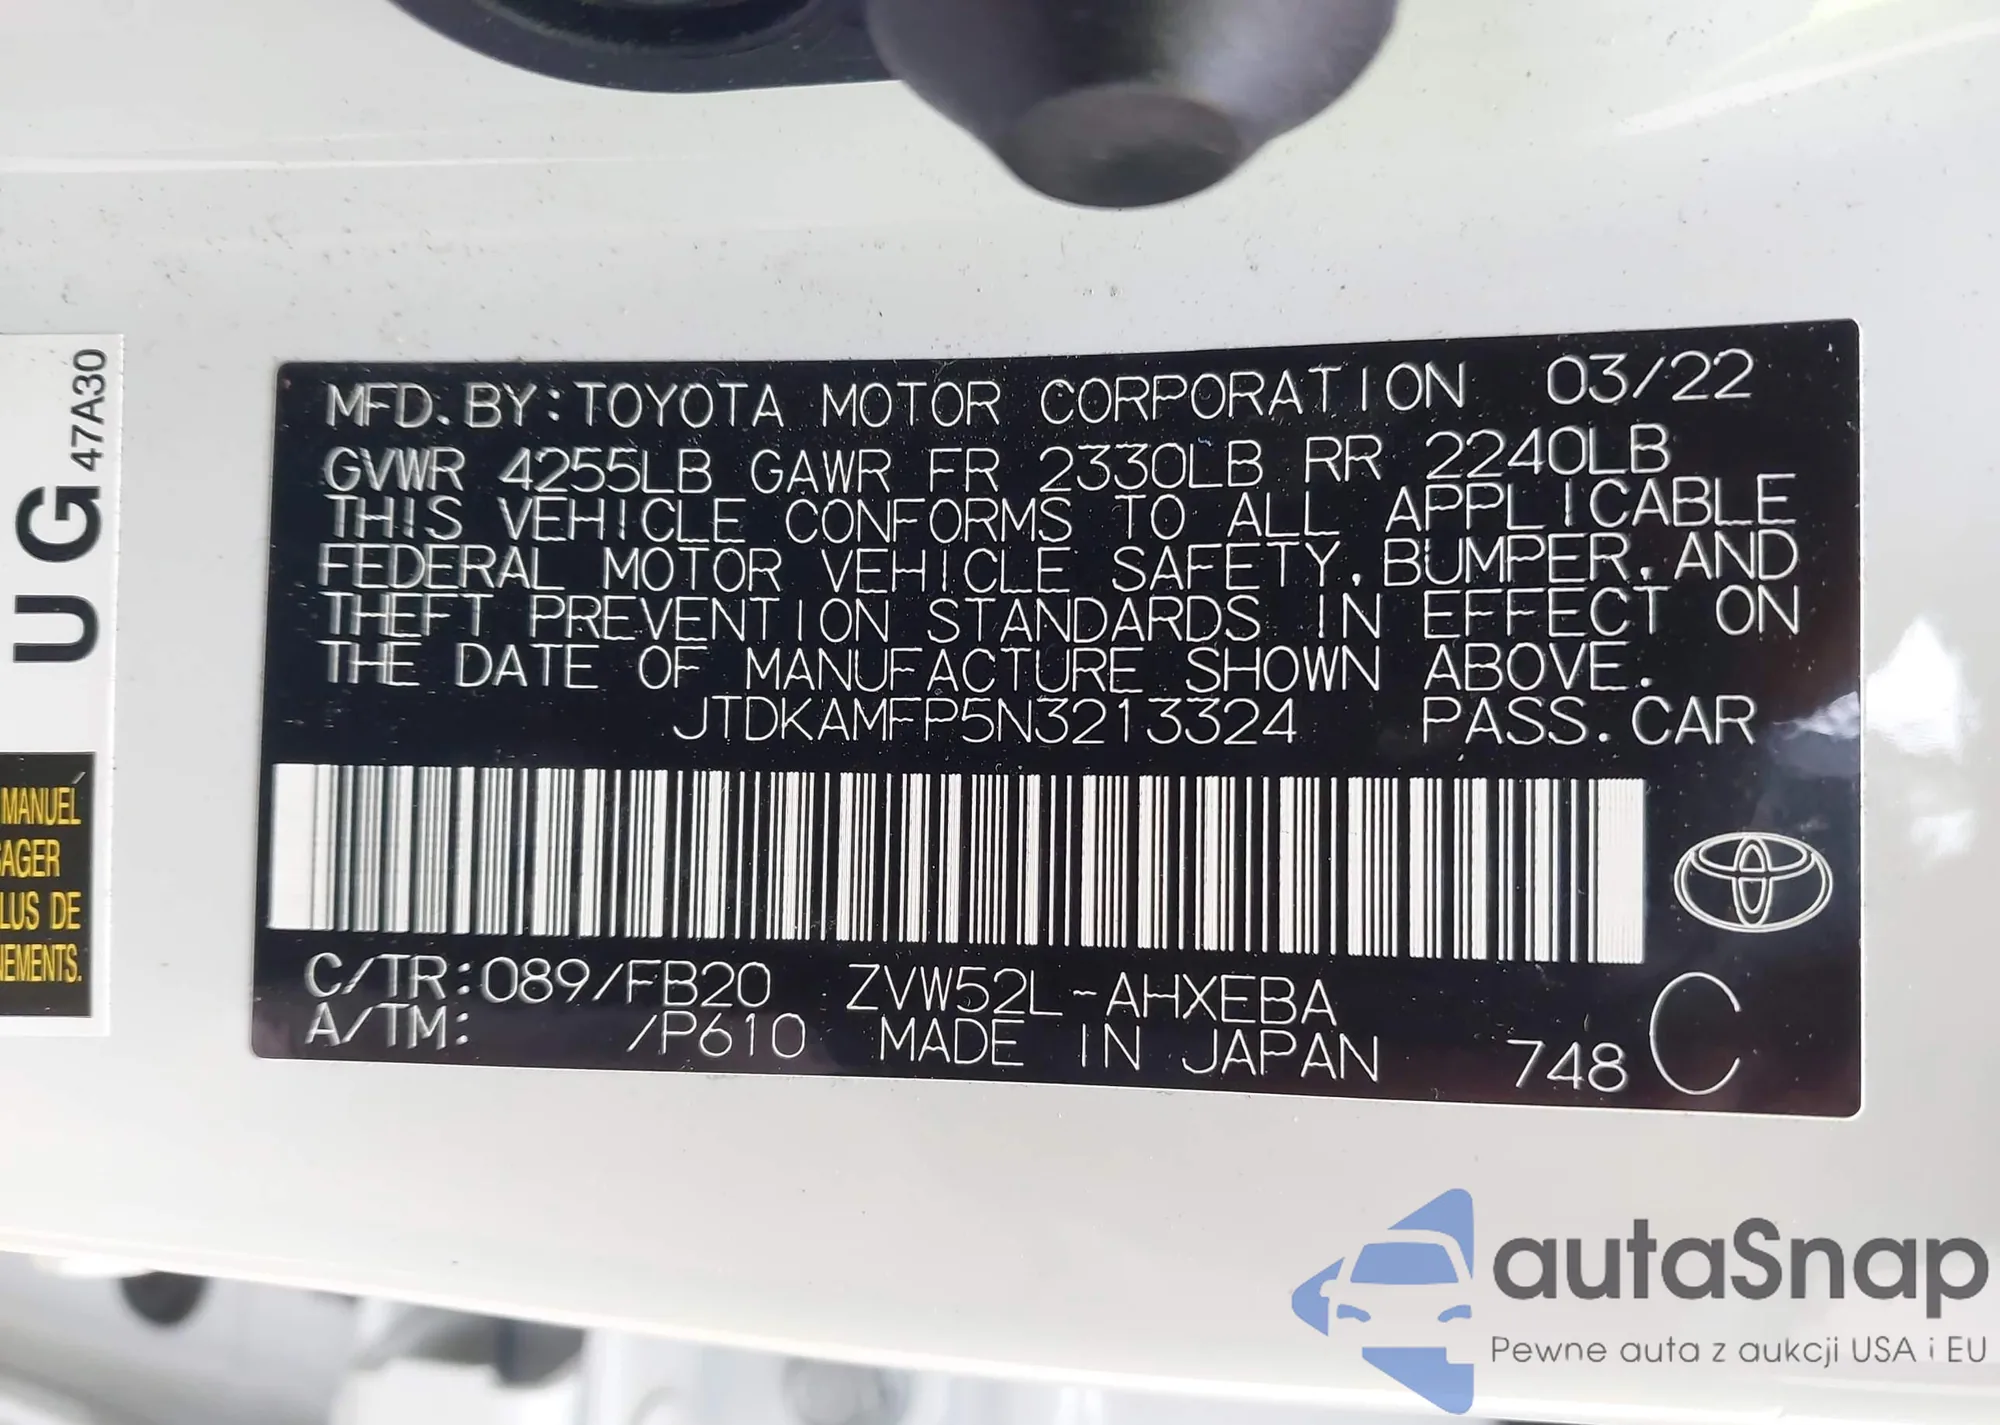 MFD. BY: TOYOTA MOTOR CORPORATION 03/22
GVWR 4255LB GAWR FR 2330LB RR 2240LB
THIS VEHICLE CONFORMS TO ALL APPLICABLE
FEDERAL MOTOR VEHICLE SAFETY, BUMPER, AND
THEFT PREVENTION STANDARDS IN EFFECT ON
THE DATE OF MANUFACTURE SHOWN ABOVE.
JTDKAMFP5N3213324 PASS. CAR
C/TR: 089/FB20 ZVW52L-AHXEBA
A/TM: /P610 MADE IN JAPAN 748 C
UG 47A30
MANUEL
LUS DE
autaSnap
Pewne auta z aukcji USA i EU